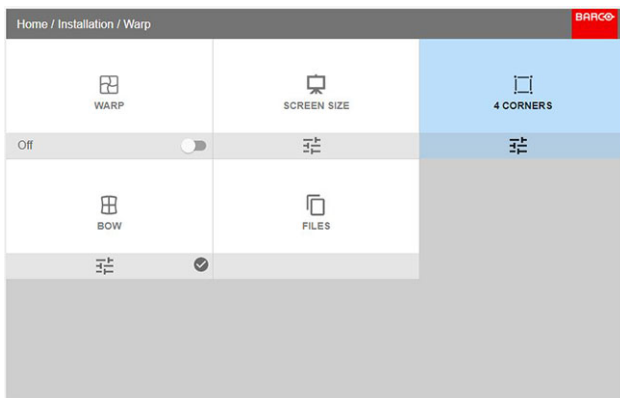 Home / Installation / Warp
BARCO
WARP
SCREEN SIZE
4 CORNERS
Off
BOW
FILES